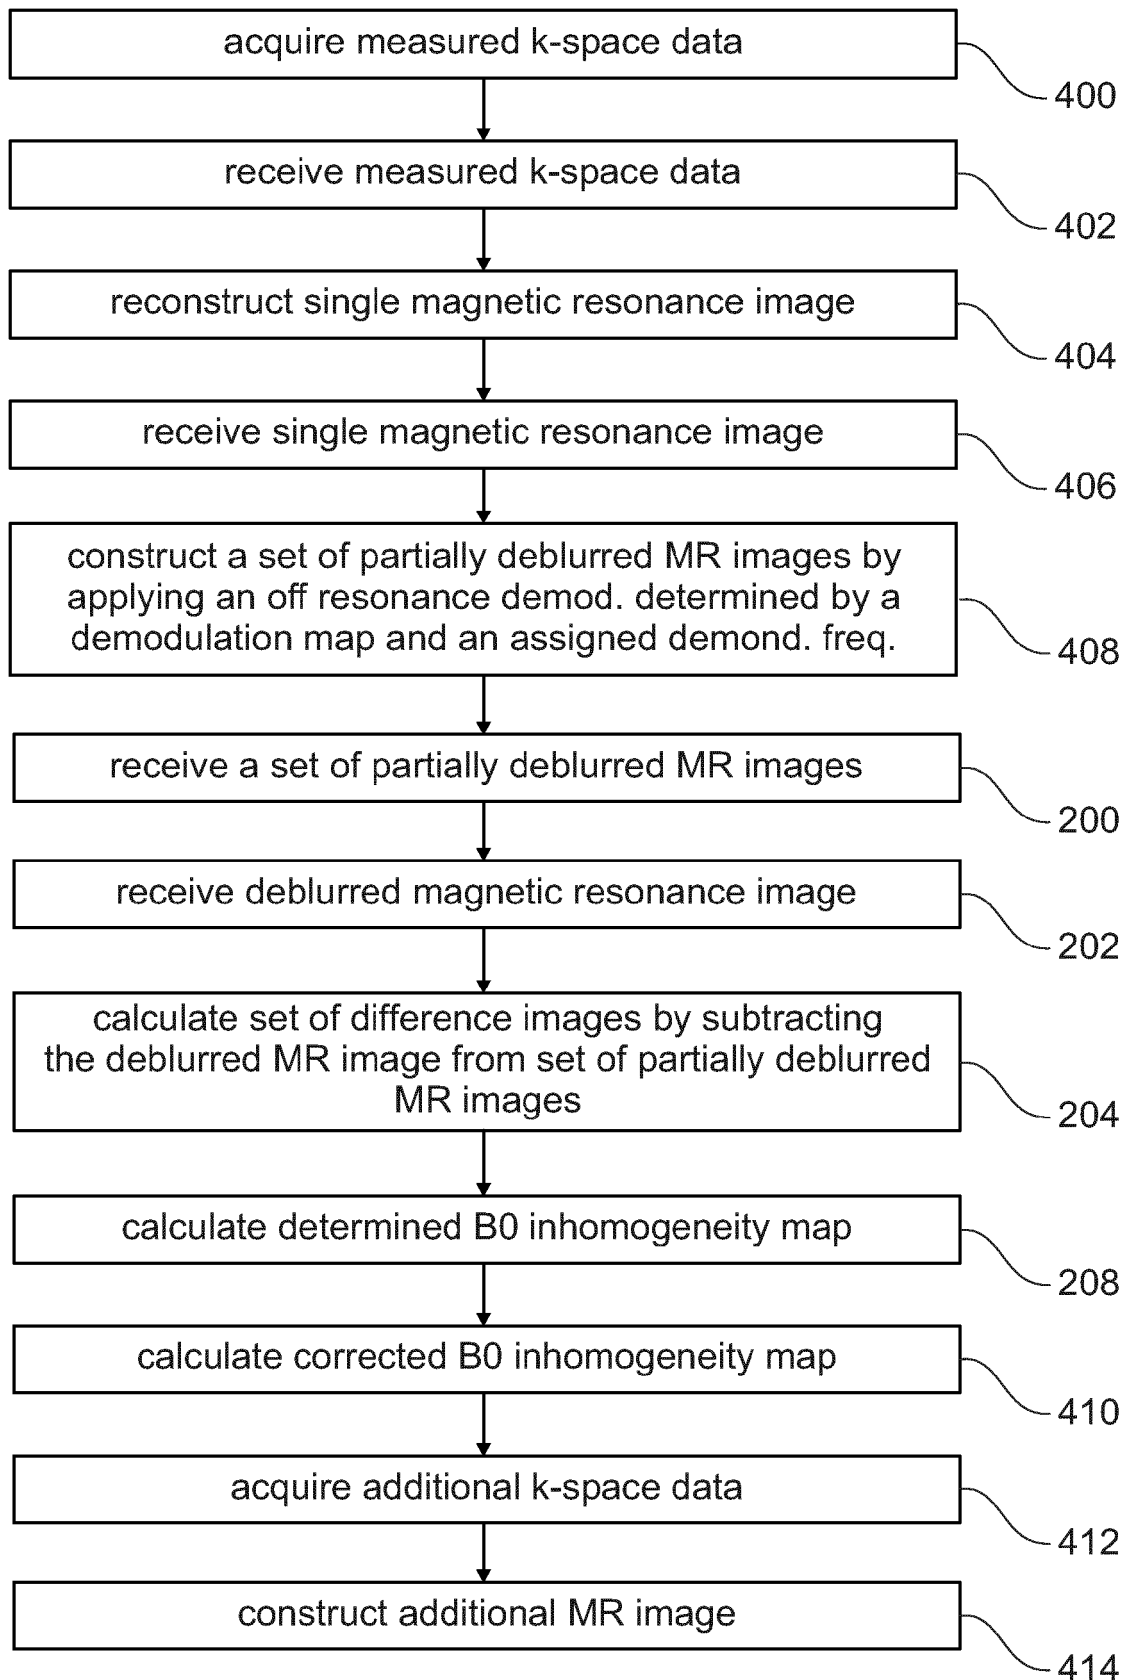 acquire measured k-space data
400
receive measured k-space data
402
reconstruct single magnetic resonance image
404
receive single magnetic resonance image
406
construct a set of partially deblurred MR images by
applying an off resonance demod. determined by a
demodulation map and an assigned demond. freq.
408
receive a set of partially deblurred MR images
200
receive deblurred magnetic resonance image
202
calculate set of difference images by subtracting
the deblurred MR image from set of partially deblurred
MR images
204
calculate determined B0 inhomogeneity map
208
calculate corrected B0 inhomogeneity map
410
acquire additional k-space data
412
construct additional MR image
414